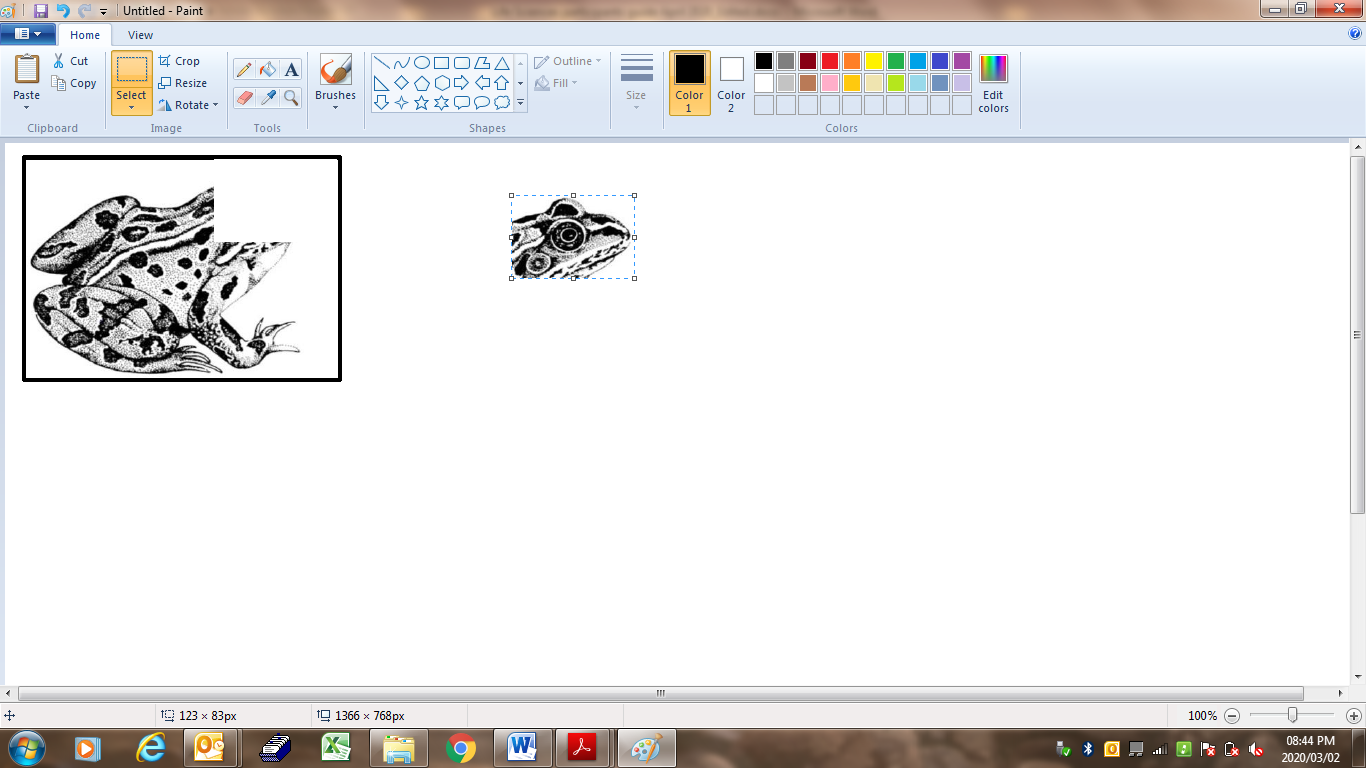 Untitled - Paint
Home View
Paste
Cut
Copy
Clipboard
Select
Crop
Resize
Rotate
Image
A
Tools
Brushes
Shapes
Outline
Fill
Size
Color 1
Color 2
Colors
Edit colors
123 × 83px
1366 × 768px
100%
08:44 PM
2020/03/02